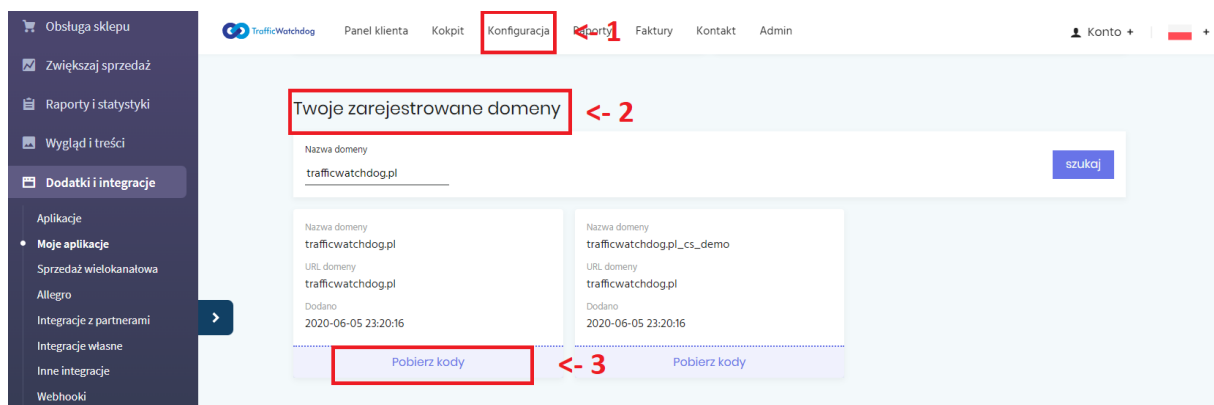 Obsługa sklepu
Zwiększaj sprzedaż
Raporty i statystyki
Wygląd i treści
Dodatki i integracje
Aplikacje
Moje aplikacje
Sprzedaż wielokanałowa
Allegro
Integracje z partnerami
Integracje własne
Inne integracje
Webhooki
TrafficWatchdog Panel klienta Kokpit Konfiguracja <- 1 Raporty Faktury Kontakt Admin Konto + +
Twoje zarejestrowane domeny <- 2
Nazwa domeny
trafficwatchdog.pl
szukaj
Nazwa domeny
trafficwatchdog.pl
URL domeny
trafficwatchdog.pl
Dodano
2020-06-05 23:20:16
Pobierz kody <- 3
Nazwa domeny
trafficwatchdog.pl_cs_demo
URL domeny
trafficwatchdog.pl
Dodano
2020-06-05 23:20:16
Pobierz kody